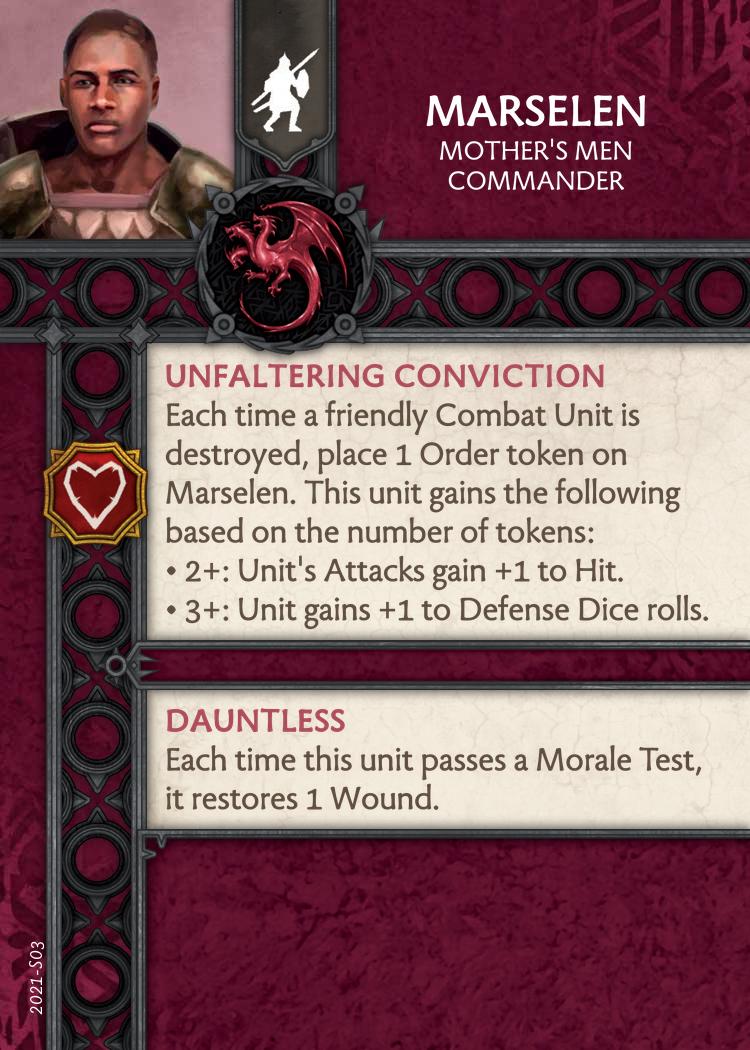 MARSELEN
MOTHER'S MEN
COMMANDER
UNFALTERING CONVICTION
Each time a friendly Combat Unit is
destroyed, place 1 Order token on
Marselen. This unit gains the following
based on the number of tokens:
• 2+: Unit's Attacks gain +1 to Hit.
• 3+: Unit gains +1 to Defense Dice rolls.
DAUNTLESS
Each time this unit passes a Morale Test,
it restores 1 Wound.
2021-S03